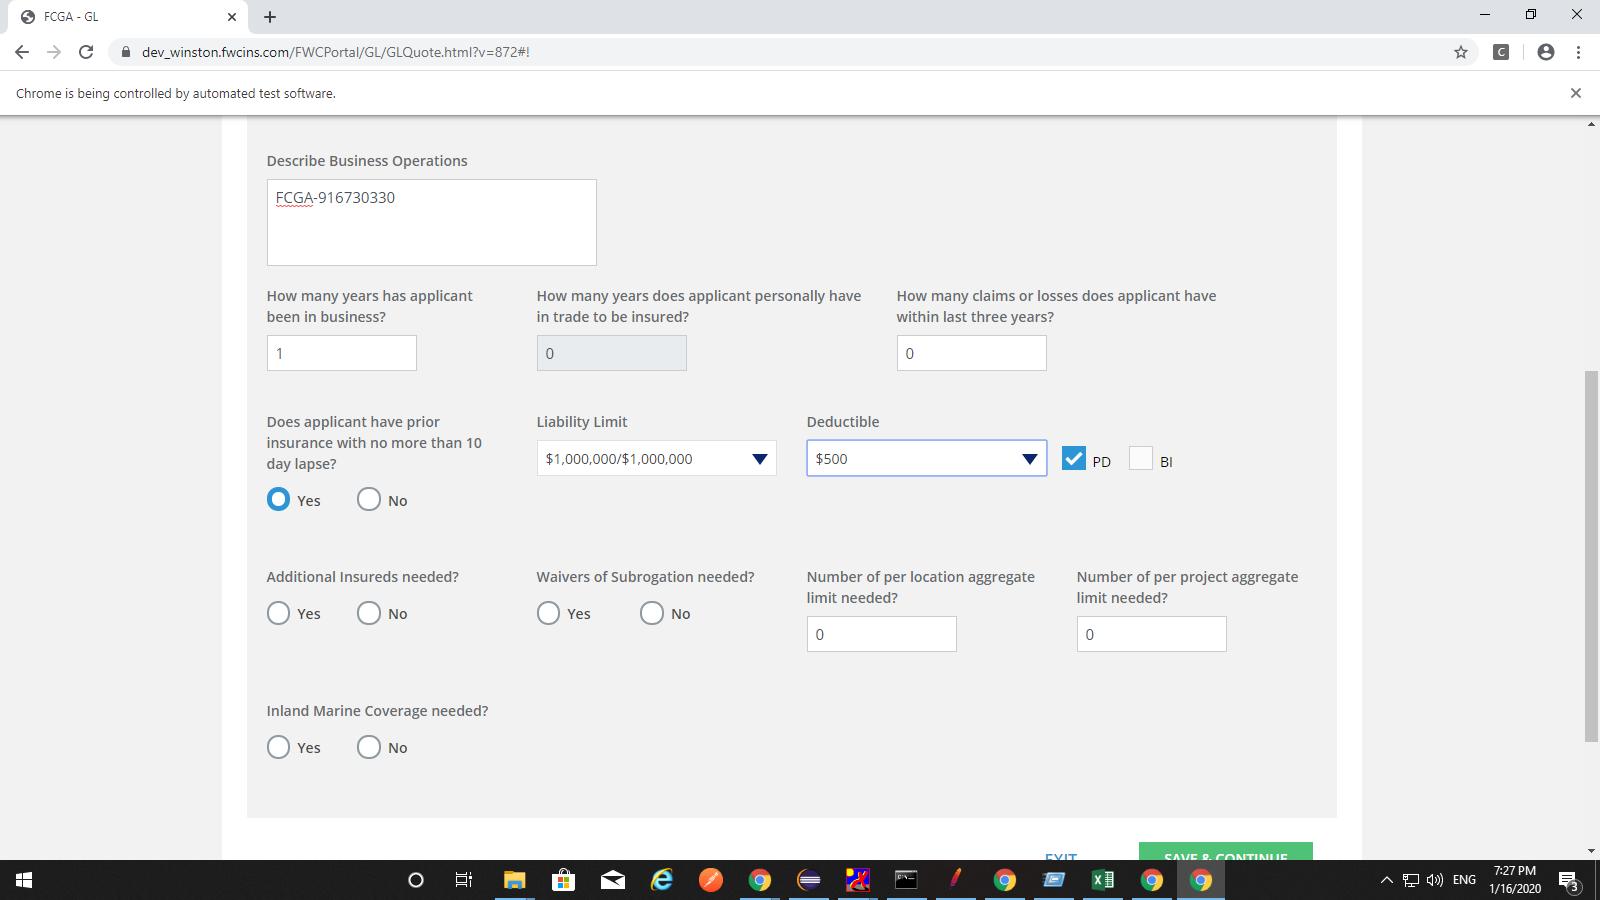 FCGA - GL
dev_winston.fwcins.com/FWCPortal/GL/GLQuote.html?v=872#!
C
Chrome is being controlled by automated test software.
Describe Business Operations
FCGA-916730330
How many years has applicant
been in business?
1
How many years does applicant personally have
in trade to be insured?
0
How many claims or losses does applicant have
within last three years?
0
Does applicant have prior
insurance with no more than 10
day lapse?
Yes No
Liability Limit
$1,000,000/$1,000,000
Deductible
$500
PD BI
Additional Insureds needed?
Yes No
Waivers of Subrogation needed?
Yes No
Number of per location aggregate
limit needed?
0
Number of per project aggregate
limit needed?
0
Inland Marine Coverage needed?
Yes No
EXIT
SAVE & CONTINUE
ENG
7:27 PM
1/16/2020
3